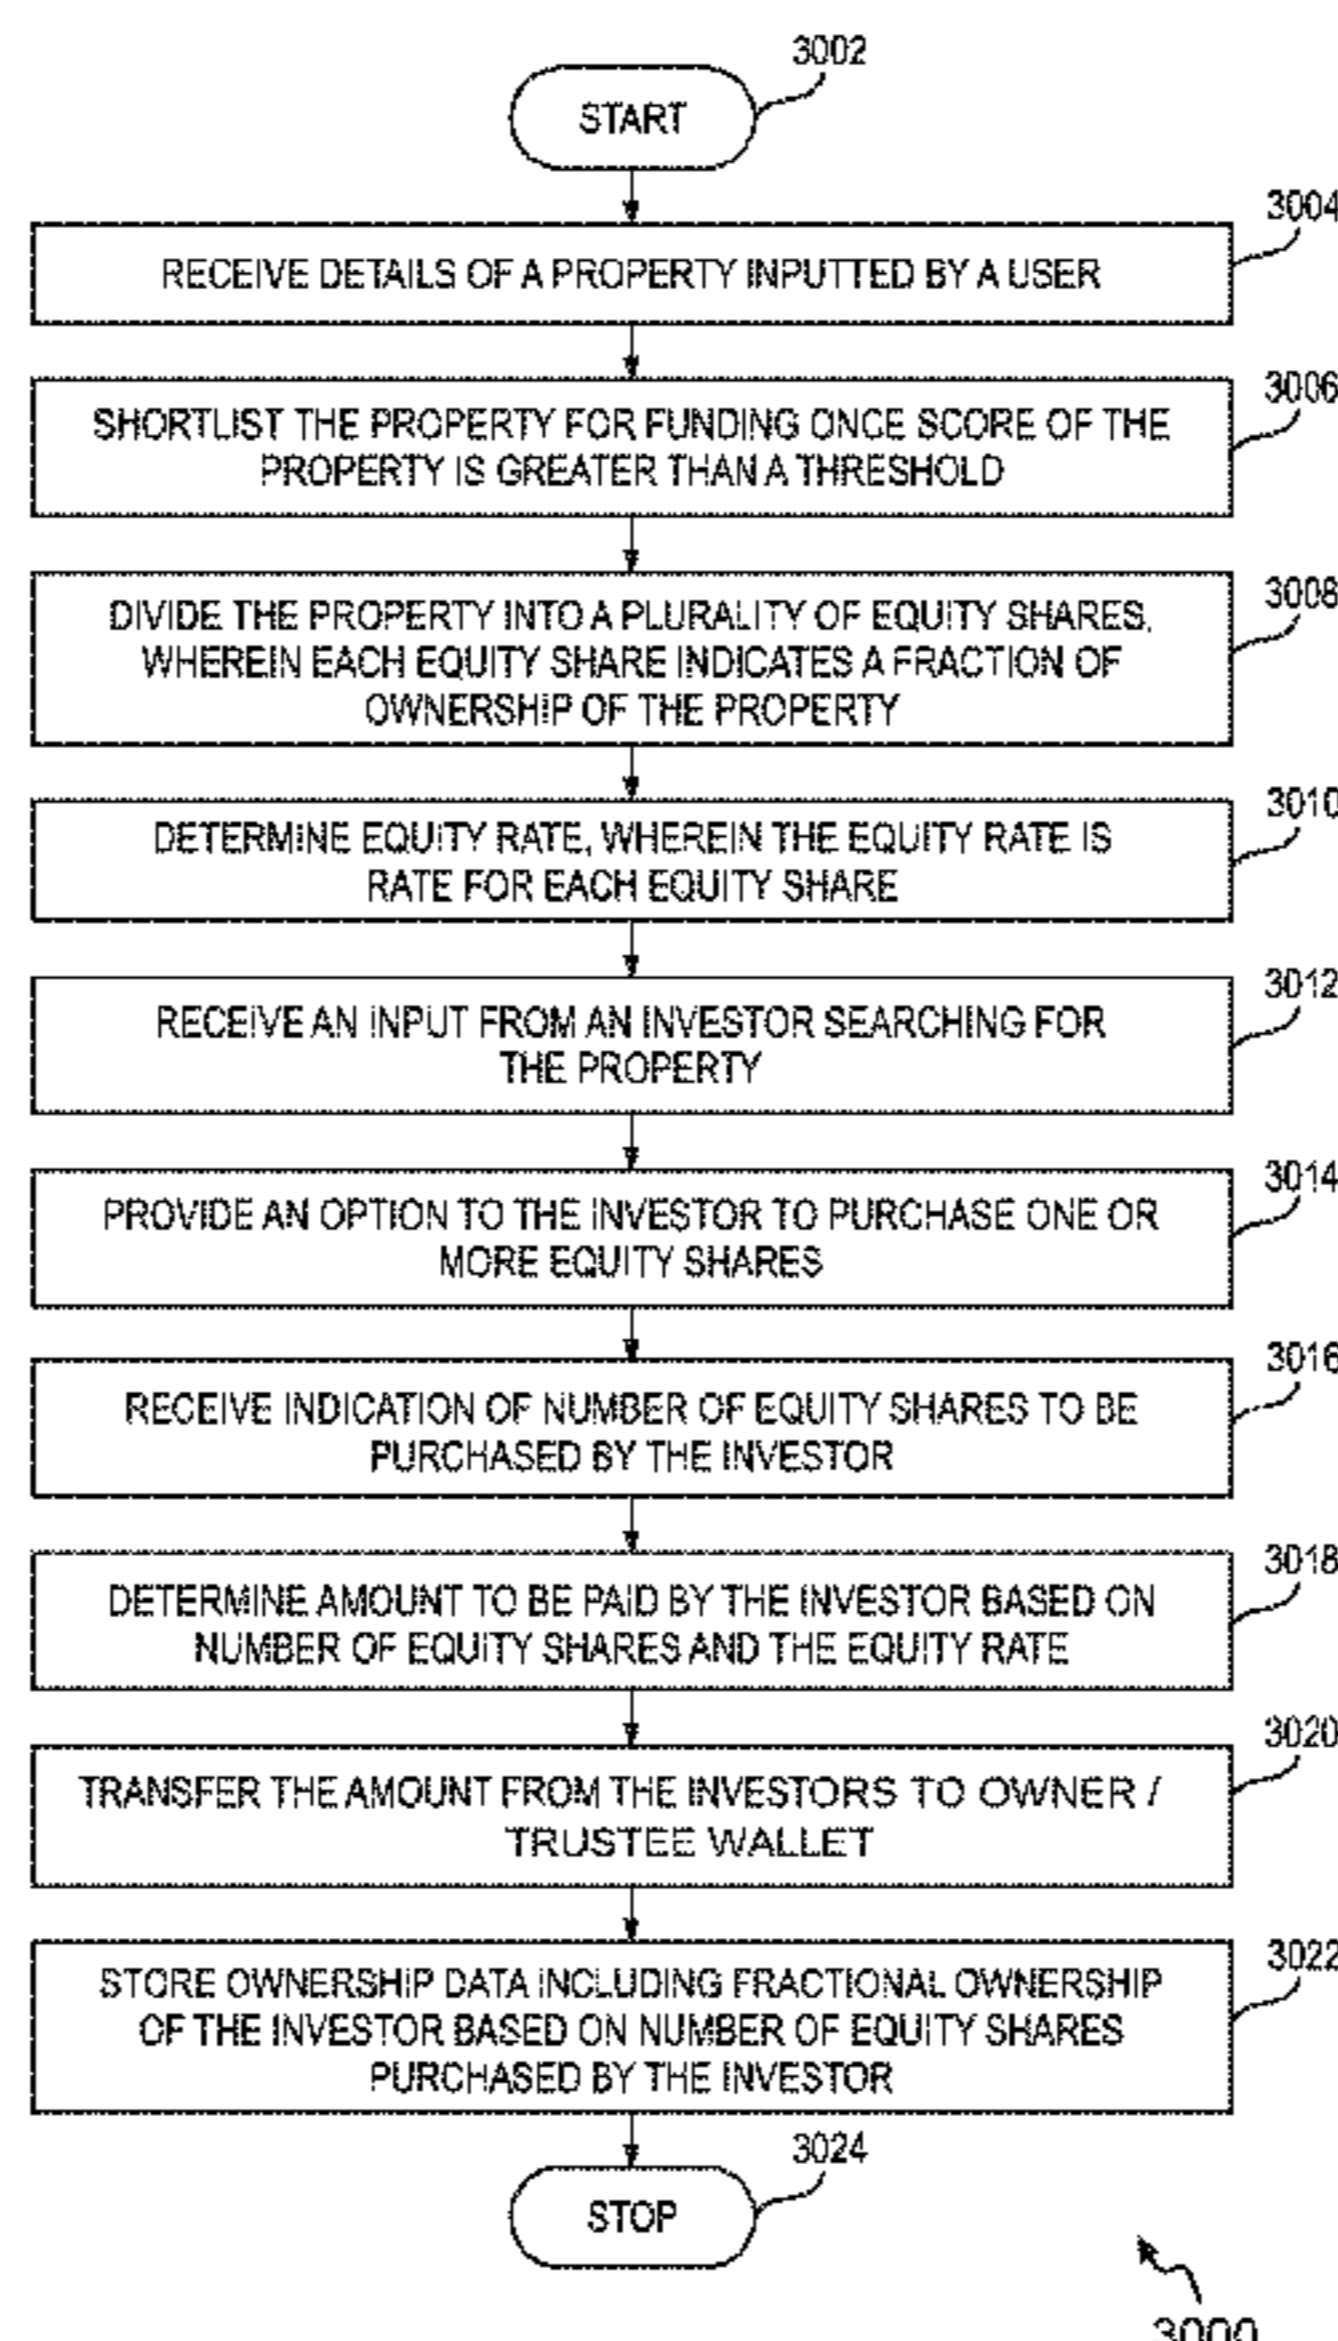 3002
START
3004
RECEIVE DETAILS OF A PROPERTY INPUTTED BY A USER
3006
SHORTLIST THE PROPERTY FOR FUNDING ONCE SCORE OF THE
PROPERTY IS GREATER THAN A THRESHOLD
3008
DIVIDE THE PROPERTY INTO A PLURALITY OF EQUITY SHARES,
WHEREIN EACH EQUITY SHARE INDICATES A FRACTION OF
OWNERSHIP OF THE PROPERTY
3010
DETERMINE EQUITY RATE, WHEREIN THE EQUITY RATE IS
RATE FOR EACH EQUITY SHARE
3012
RECEIVE AN INPUT FROM AN INVESTOR SEARCHING FOR
THE PROPERTY
3014
PROVIDE AN OPTION TO THE INVESTOR TO PURCHASE ONE OR
MORE EQUITY SHARES
3016
RECEIVE INDICATION OF NUMBER OF EQUITY SHARES TO BE
PURCHASED BY THE INVESTOR
3018
DETERMINE AMOUNT TO BE PAID BY THE INVESTOR BASED ON
NUMBER OF EQUITY SHARES AND THE EQUITY RATE
3020
TRANSFER THE AMOUNT FROM THE INVESTORS TO OWNER /
TRUSTEE WALLET
3022
STORE OWNERSHIP DATA INCLUDING FRACTIONAL OWNERSHIP
OF THE INVESTOR BASED ON NUMBER OF EQUITY SHARES
PURCHASED BY THE INVESTOR
3024
STOP
3000